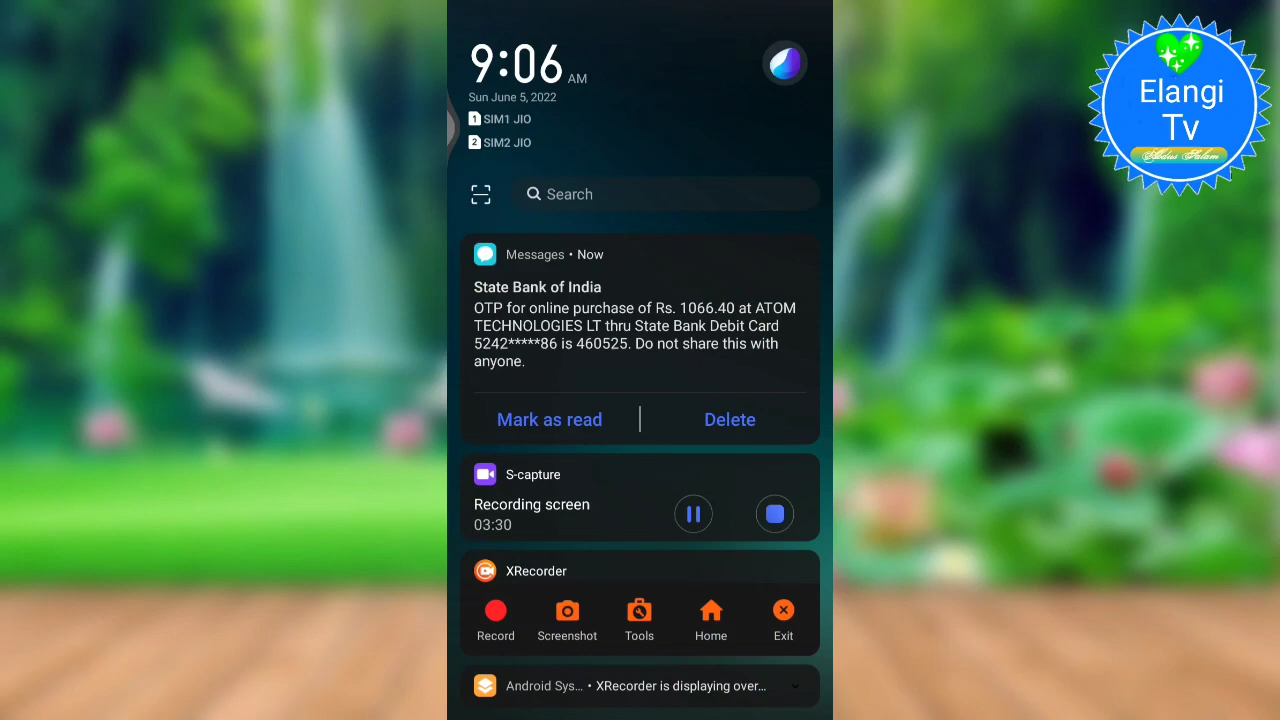 9:06 AM
Sun June 5, 2022
1 SIM1 JIO
2 SIM2 JIO
Search
Messages • Now
State Bank of India
OTP for online purchase of Rs. 1066.40 at ATOM
TECHNOLOGIES LT thru State Bank Debit Card
5242*****86 is 460525. Do not share this with
anyone.
Mark as read
Delete
S-capture
Recording screen
03:30
XRecorder
Record
Screenshot
Tools
Home
Exit
Android Sys... • XRecorder is displaying over...
Elangi
Tv
Abdus Salam